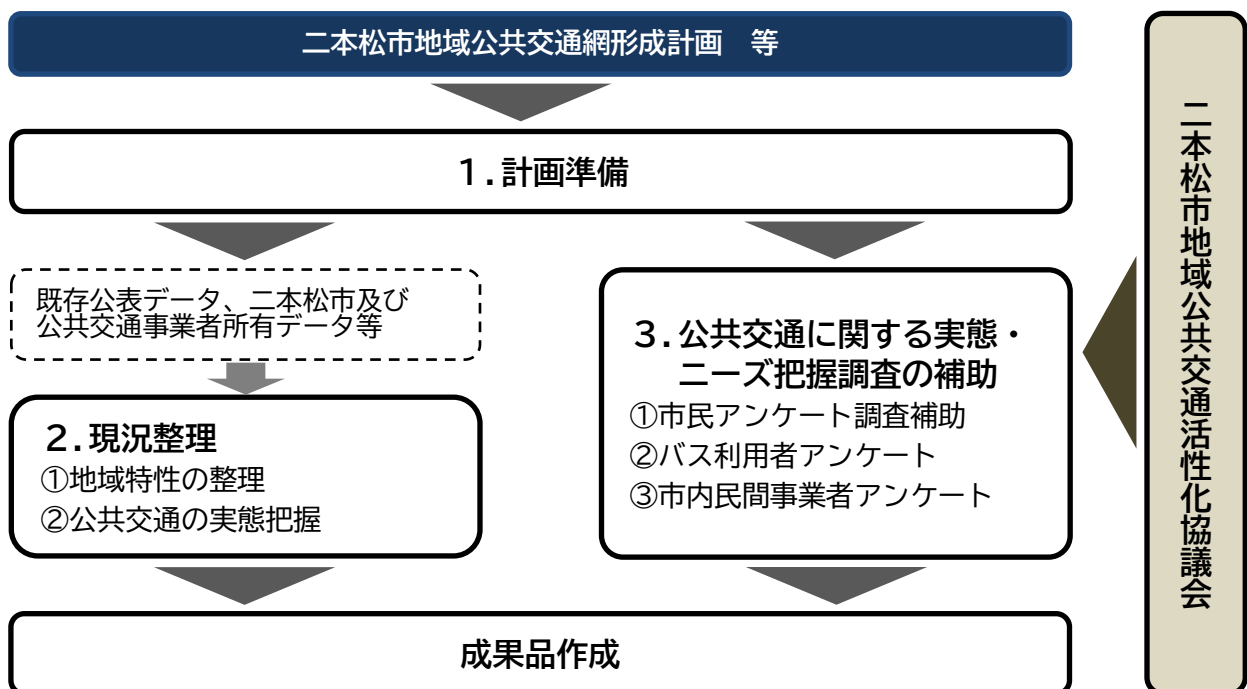 二本松市地域公共交通網形成計画　等
1.計画準備
既存公表データ、二本松市及び
公共交通事業者所有データ等
2.現況整理
①地域特性の整理
②公共交通の実態把握
3.公共交通に関する実態・
ニーズ把握調査の補助
①市民アンケート調査補助
②バス利用者アンケート
③市内民間事業者アンケート
成果品作成
二本松市地域公共交通活性化協議会